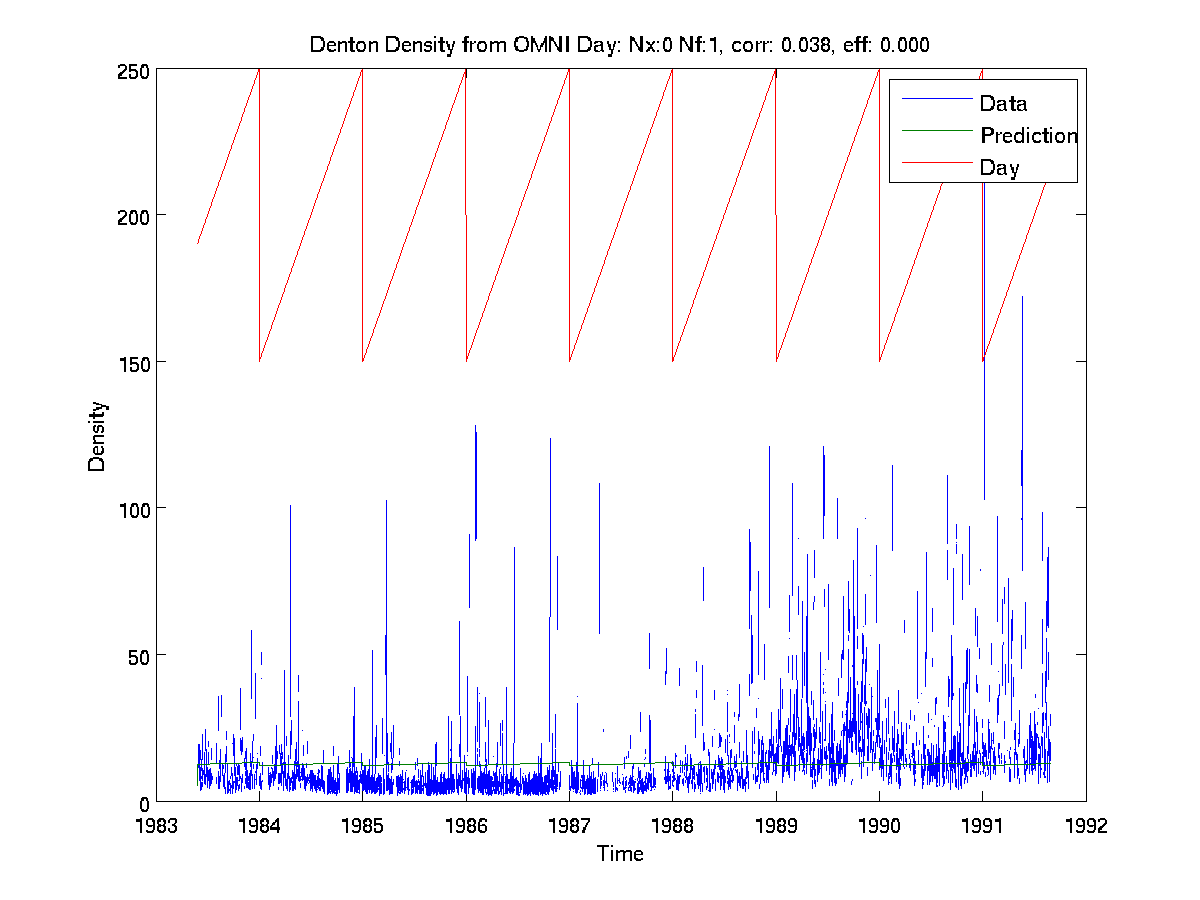 Denton Density from OMNI Day: Nx:0 Nf:1, corr: 0.038, eff: 0.000
250
200
150
100
50
0
Density
Data
Prediction
Day
1983 1984 1985 1986 1987 1988 1989 1990 1991 1992
Time